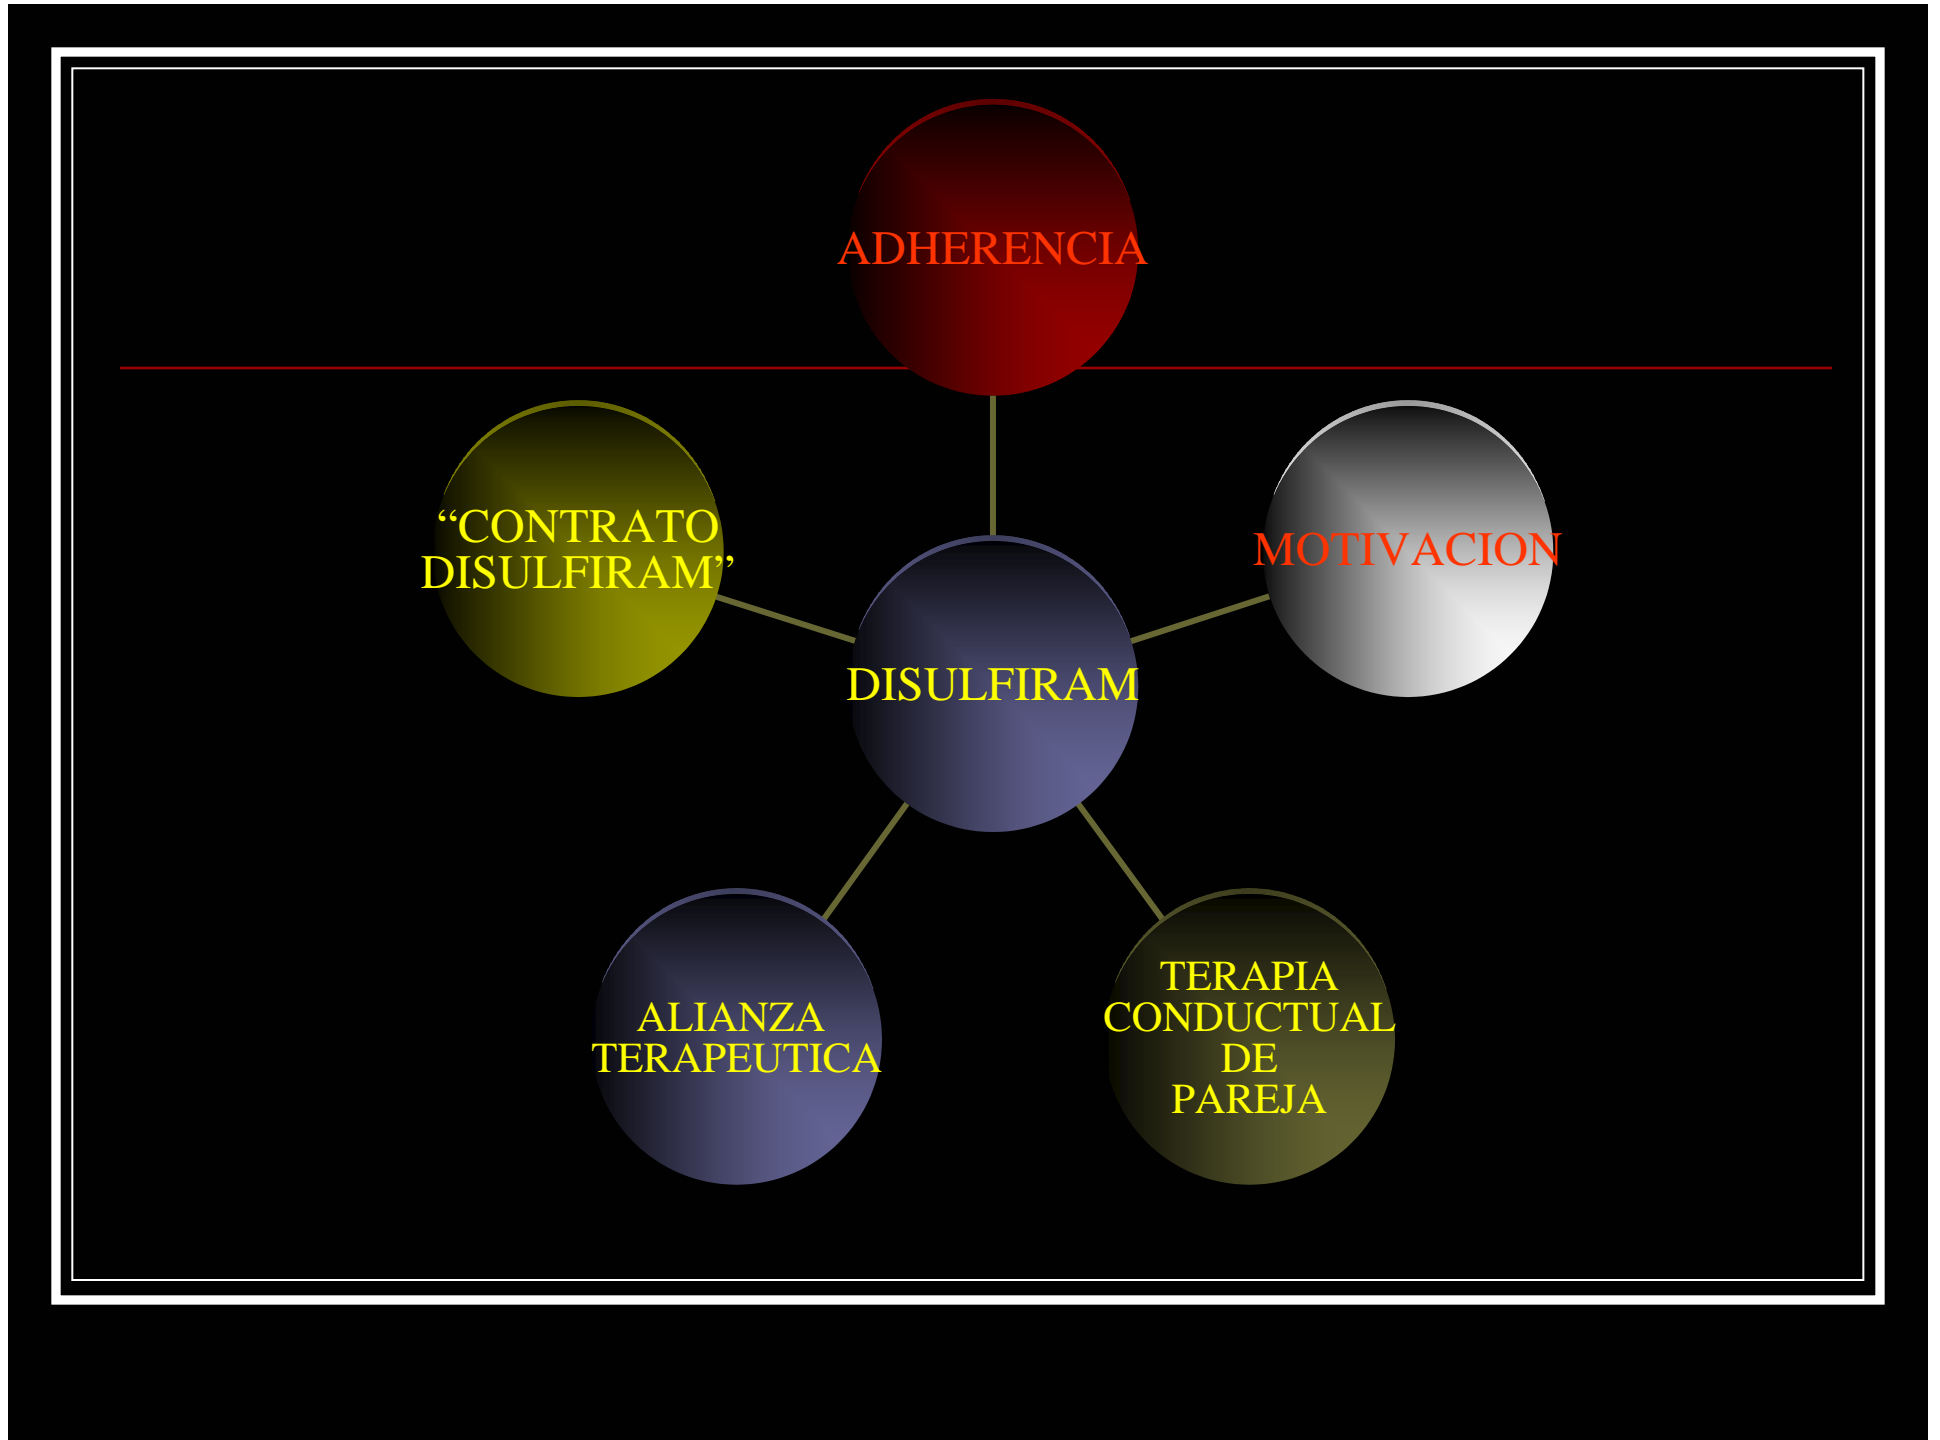 ADHERENCIA
“CONTRATO
DISULFIRAM”
MOTIVACION
DISULFIRAM
ALIANZA
TERAPEUTICA
TERAPIA
CONDUCTUAL
DE
PAREJA